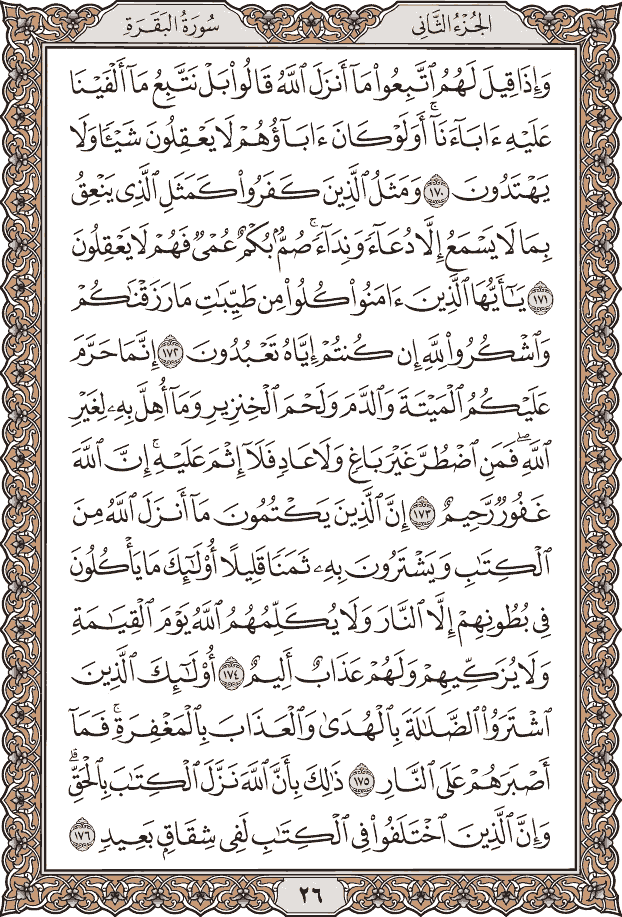 الجُزْءُ الثَّانِي
سُورَةُ البَقَرَةِ
وَإِذَا قِيلَ لَهُمُ ٱتَّبِعُواْ مَآ أَنزَلَ ٱللَّهُ قَالُواْ بَلۡ نَتَّبِعُ مَآ أَلۡفَيۡنَا
عَلَيۡهِ ءَابَآءَنَآۚ أَوَلَوۡ كَانَ ءَابَآؤُهُمۡ لَا يَعۡقِلُونَ شَيۡـٔٗا وَلَا
يَهۡتَدُونَ ١٧٠ وَمَثَلُ ٱلَّذِينَ كَفَرُواْ كَمَثَلِ ٱلَّذِي يَنۡعِقُ
بِمَا لَا يَسۡمَعُ إِلَّا دُعَآءٗ وَنِدَآءٗۚ صُمُّۢ بُكۡمٌ عُمۡيٞ فَهُمۡ لَا يَعۡقِلُونَ
١٧١ يَـٰٓأَيُّهَا ٱلَّذِينَ ءَامَنُواْ كُلُواْ مِن طَيِّبَٰتِ مَا رَزَقۡنَٰكُمۡ
وَٱشۡكُرُواْ لِلَّهِ إِن كُنتُمۡ إِيَّاهُ تَعۡبُدُونَ ١٧٢ إِنَّمَا حَرَّمَ
عَلَيۡكُمُ ٱلۡمَيۡتَةَ وَٱلدَّمَ وَلَحۡمَ ٱلۡخِنزِيرِ وَمَآ أُهِلَّ بِهِۦ لِغَيۡرِ
ٱللَّهِۖ فَمَنِ ٱضۡطُرَّ غَيۡرَ بَاغٖ وَلَا عَادٖ فَلَآ إِثۡمَ عَلَيۡهِۚ إِنَّ ٱللَّهَ
غَفُورٞ رَّحِيمٌ ١٧٣ إِنَّ ٱلَّذِينَ يَكۡتُمُونَ مَآ أَنزَلَ ٱللَّهُ مِنَ
ٱلۡكِتَٰبِ وَيَشۡتَرُونَ بِهِۦ ثَمَنٗا قَلِيلًا أُوْلَـٰٓئِكَ مَا يَأۡكُلُونَ
فِي بُطُونِهِمۡ إِلَّا ٱلنَّارَ وَلَا يُكَلِّمُهُمُ ٱللَّهُ يَوۡمَ ٱلۡقِيَٰمَةِ
وَلَا يُزَكِّيهِمۡ وَلَهُمۡ عَذَابٌ أَلِيمٌ ١٧٤ أُوْلَـٰٓئِكَ ٱلَّذِينَ
ٱشۡتَرَوُاْ ٱلضَّلَٰلَةَ بِٱلۡهُدَىٰ وَٱلۡعَذَابَ بِٱلۡمَغۡفِرَةِۚ فَمَآ
أَصۡبَرَهُمۡ عَلَى ٱلنَّارِ ١٧٥ ذَٰلِكَ بِأَنَّ ٱللَّهَ نَزَّلَ ٱلۡكِتَٰبَ بِٱلۡحَقِّۗ
وَإِنَّ ٱلَّذِينَ ٱخۡتَلَفُواْ فِي ٱلۡكِتَٰبِ لَفِي شِقَاقِۭ بَعِيدٖ ١٧٦
٢٦